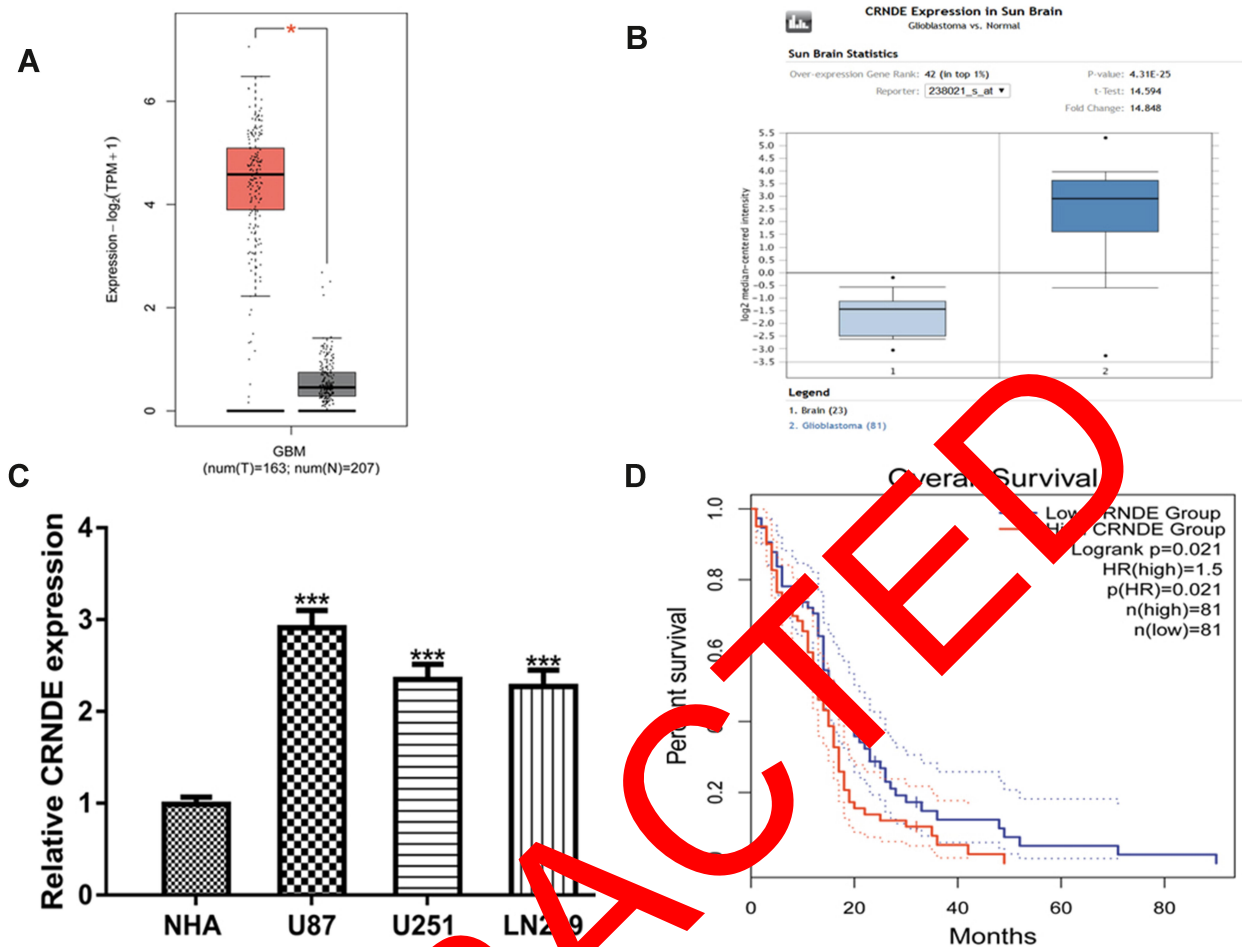 A
*
6
4
2
0
Expression – log2(TPM + 1)
GBM
(num(T)=163; num(N)=207)
B
CRNDE Expression in Sun Brain
Glioblastoma vs. Normal
Sun Brain Statistics
Over-expression Gene Rank: 42 (in top 1%)
P-value: 4.31E-25
Reporter: 238021_s_at ▼
t-Test: 14.594
Fold Change: 14.848
log2 median-centered intensity
5.5
5.0
4.5
4.0
3.5
3.0
2.5
2.0
1.5
1.0
0.5
0.0
-0.5
-1.0
-1.5
-2.0
-2.5
-3.0
-3.5
1
2
Legend
1. Brain (23)
2. Glioblastoma (81)
C
Relative CRNDE expression
4
3
2
1
0
***
***
***
NHA
U87
U251
D
Overall Survival
Low CRNDE Group
High CRNDE Group
Logrank p=0.021
HR(high)=1.5
p(HR)=0.021
n(high)=81
n(low)=81
Percent survival
1.0
0.8
0.6
0.2
0
20
40
60
80
Months
ACTED